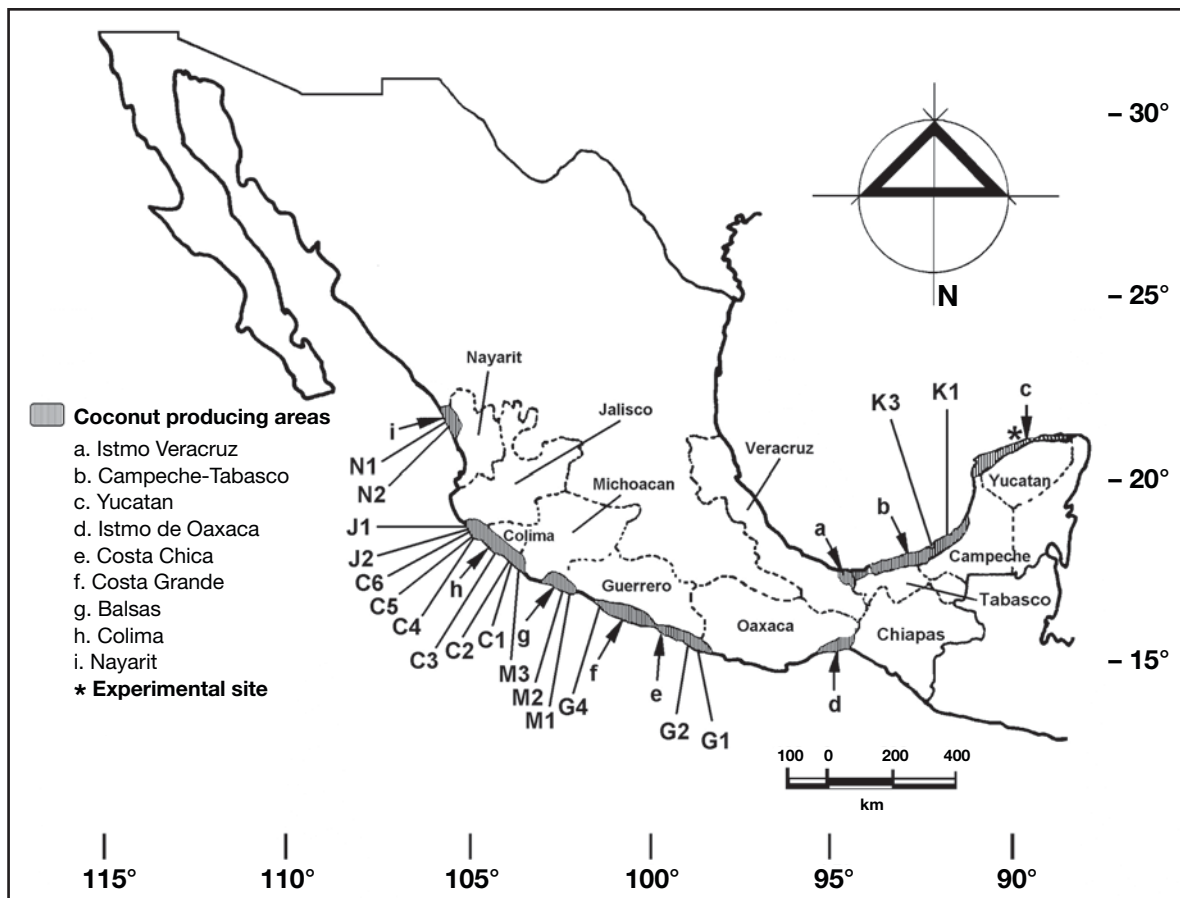 – 30°
N
– 25°
Nayarit
Coconut producing areas
a. Istmo Veracruz
b. Campeche-Tabasco
c. Yucatan
d. Istmo de Oaxaca
e. Costa Chica
f. Costa Grande
g. Balsas
h. Colima
i. Nayarit
* Experimental site
Jalisco
K1
c
K3
*
i
Veracruz
N1
– 20°
Michoacan
Yucatan
N2
b
a
J1
Colima
Campeche
J2
h
C6
Guerrero
Tabasco
C5
g
Oaxaca
Chiapas
C4
C1
C2
C3
– 15°
M3
f
e
d
M2
G4
M1
G2
G1
100 0 200 400
km
115° 110° 105° 100° 95° 90°